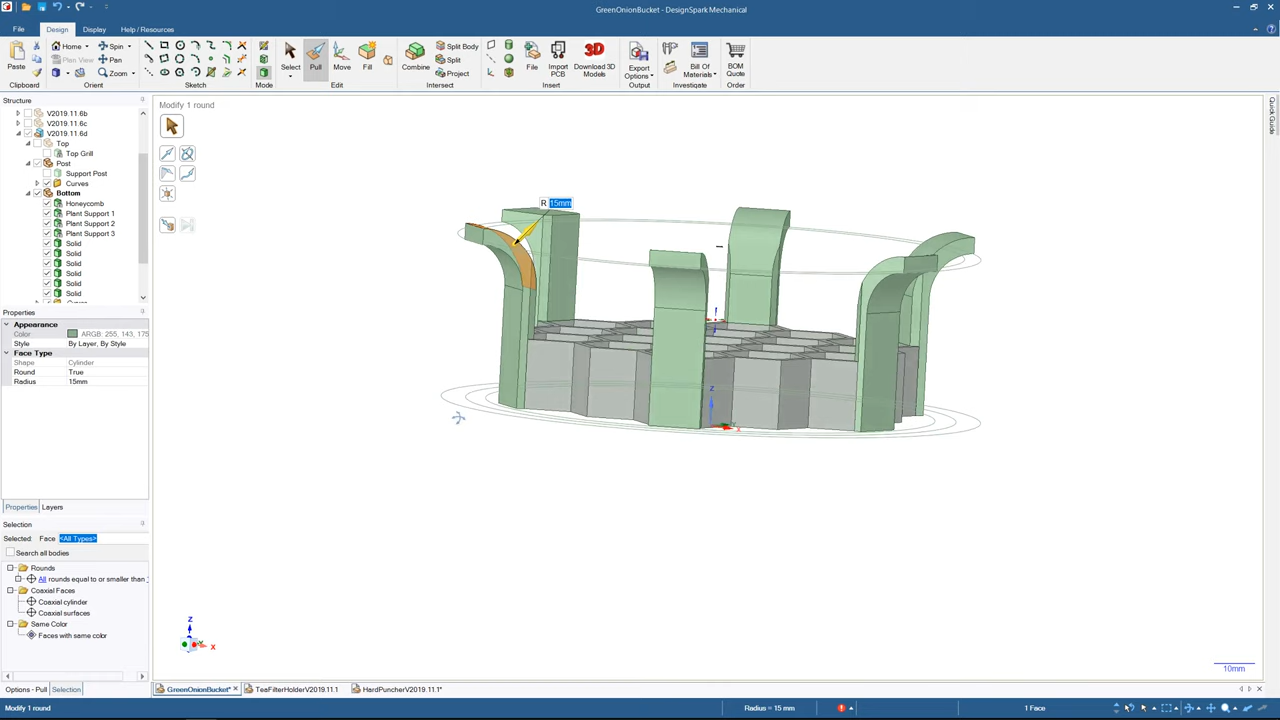 GreenOnionBucket - DesignSpark Mechanical
File
Design
Display
Help / Resources
Paste
Home
Plan View
Spin
Pan
Zoom
Select
Pull
Move
Fill
Combine
Split Body
Split
Project
File
Import PCB
Download 3D Models
Export Options
Bill Of Materials
BOM Quote
Clipboard
Orient
Sketch
Mode
Edit
Intersect
Insert
Output
Investigate
Order
Structure
V2019.11.6b
V2019.11.6c
V2019.11.6d
Top
Top Grill
Post
Support Post
Curves
Bottom
Honeycomb
Plant Support 1
Plant Support 2
Plant Support 3
Solid
Solid
Solid
Solid
Solid
Solid
Properties
Appearance
Color ARGB: 255, 143, 175
Style By Layer, By Style
Face Type
Shape Cylinder
Round True
Radius 15mm
Properties Layers
Selection
Selected: Face <All Types>
Search all bodies
Rounds
All rounds equal to or smaller than
Coaxial Faces
Coaxial cylinder
Coaxial surfaces
Same Color
Faces with same color
Options - Pull Selection
Modify 1 round
R 15mm
z
x
Z
X
10mm
Quick Guide
GreenOnionBucket* TeaFilterHolderV2019.11.1 HardPuncherV2019.11.1*
Modify 1 round
Radius = 15 mm
1 Face